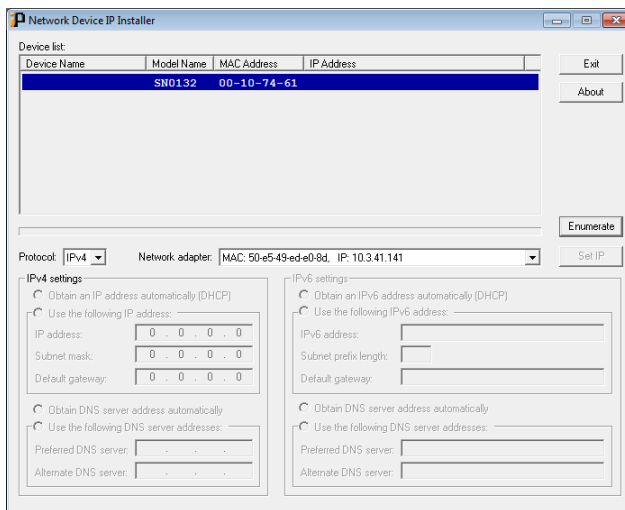 Network Device IP Installer
Device list:
Device Name Model Name MAC Address IP Address
SN0132 00-10-74-61
Exit
About
Enumerate
Protocol: IPv4 Network adapter: MAC: 50-e5-49-ed-e0-8d, IP: 10.3.41.141 Set IP
IPv4 settings
Obtain an IP address automatically (DHCP)
Use the following IP address:
IP address: 0 . 0 . 0 . 0
Subnet mask: 0 . 0 . 0 . 0
Default gateway: 0 . 0 . 0 . 0
Obtain DNS server address automatically
Use the following DNS server addresses:
Preferred DNS server: . . .
Alternate DNS server: . . .
IPv6 settings
Obtain an IPv6 address automatically (DHCP)
Use the following IPv6 address:
IPv6 address:
Subnet prefix length:
Default gateway:
Obtain DNS server address automatically
Use the following DNS server addresses:
Preferred DNS server:
Alternate DNS server: